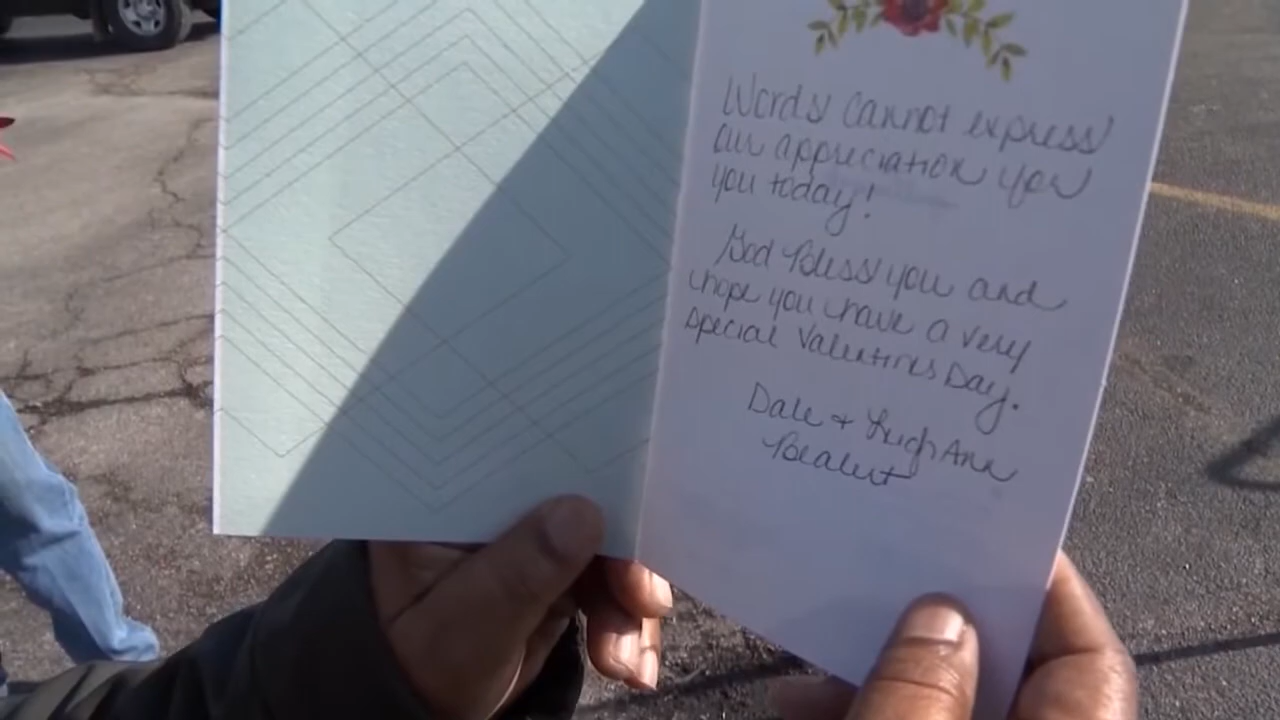 Words cannot express
our appreciation you
you today!
God Bless you and
hope you have a very
special Valentines Day.
Dale + Leigh Ann